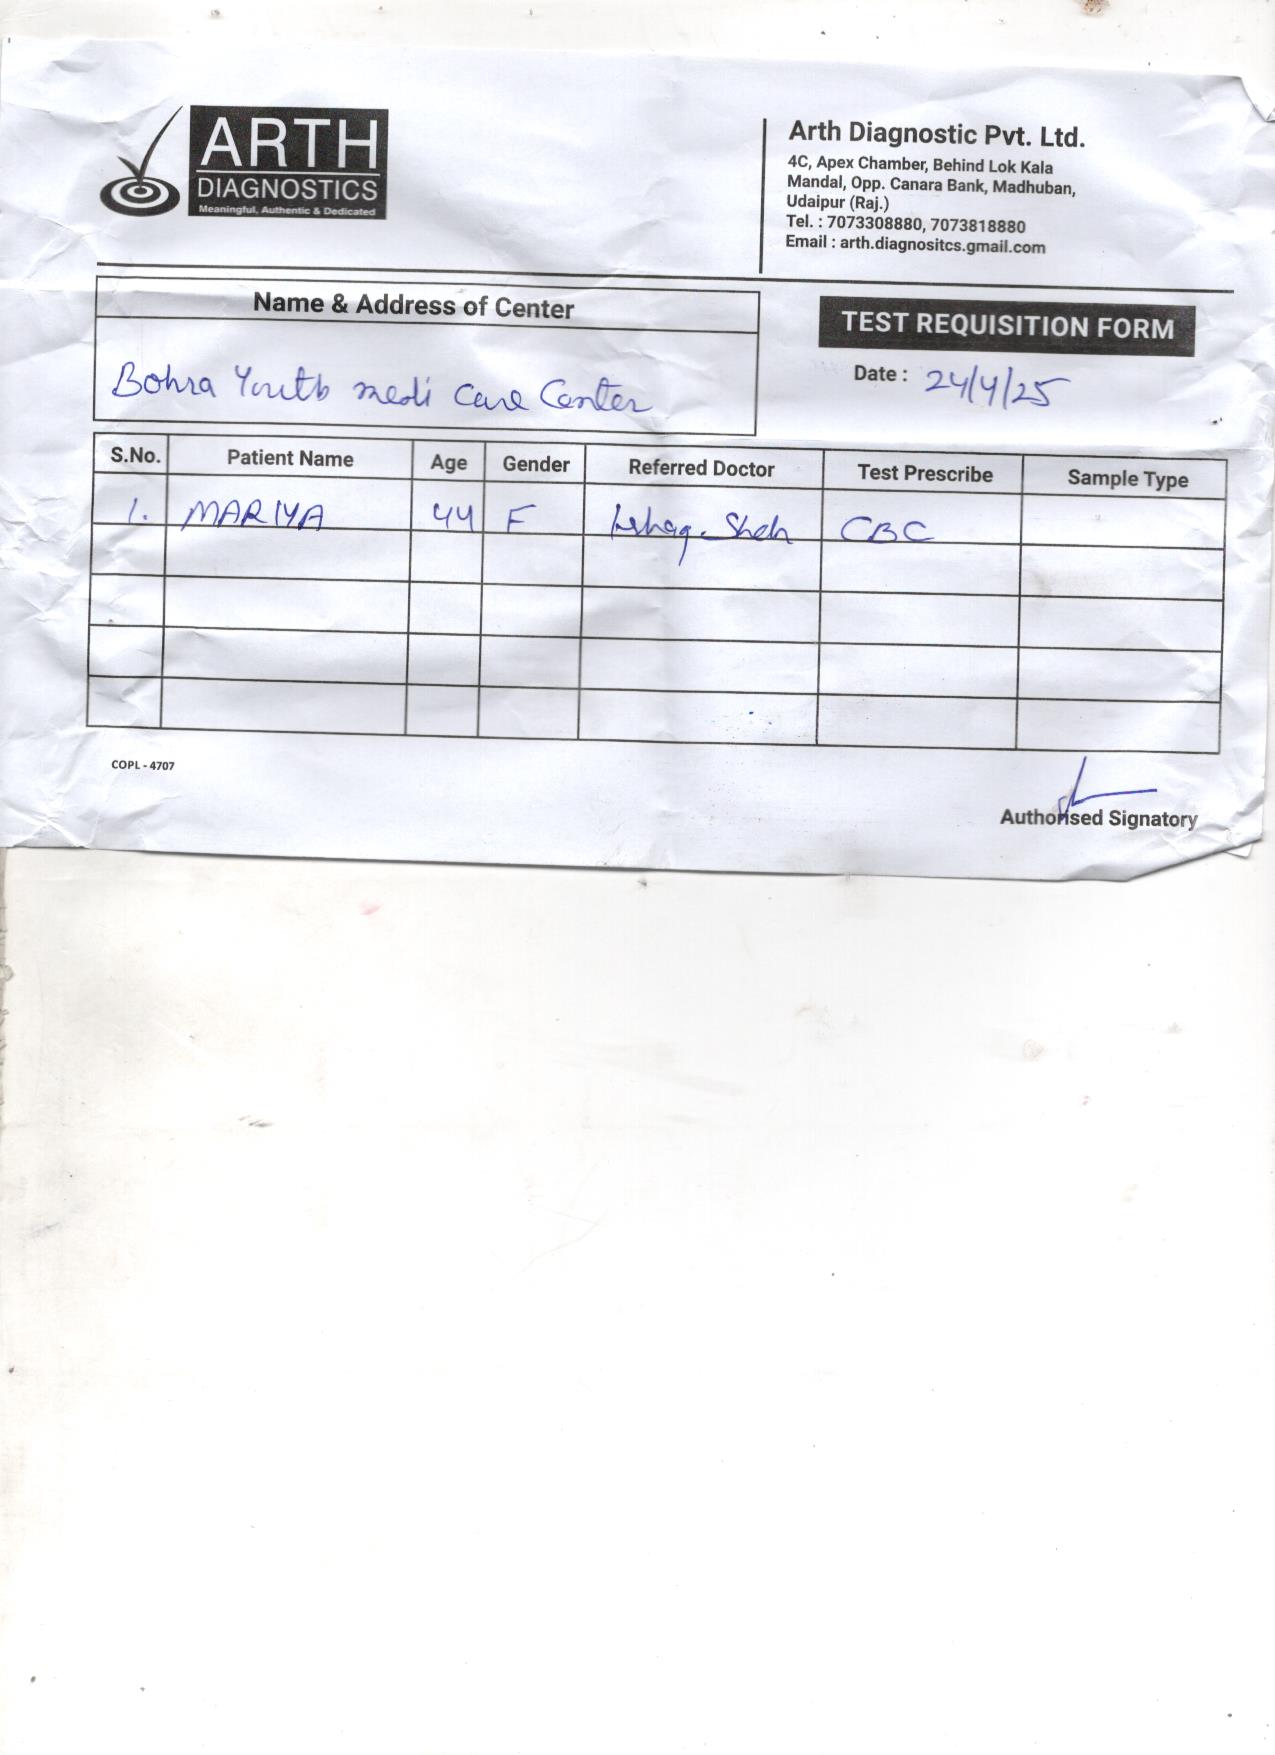 ARTH
DIAGNOSTICS
Meaningful, Authentic & Dedicated
Arth Diagnostic Pvt. Ltd.
4C, Apex Chamber, Behind Lok Kala
Mandal, Opp. Canara Bank, Madhuban,
Udaipur (Raj.)
Tel. : 7073308880, 7073818880
Email : arth.diagnositcs.gmail.com
Name & Address of Center
Bohra Youth medi Care Center
TEST REQUISITION FORM
Date : 24/4/25
S.No. Patient Name Age Gender Referred Doctor Test Prescribe Sample Type
1. MARIYA 44 F CBC
COPL - 4707
Authorised Signatory